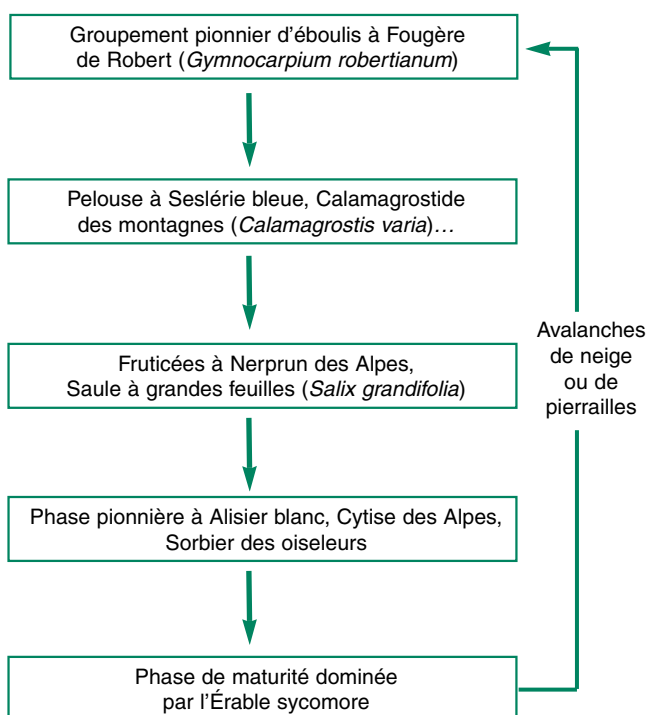 Groupement pionnier d'éboulis à Fougère
de Robert (Gymnocarpium robertianum)
Pelouse à Seslérie bleue, Calamagrostide
des montagnes (Calamagrostis varia)…
Fruticées à Nerprun des Alpes,
Saule à grandes feuilles (Salix grandifolia)
Phase pionnière à Alisier blanc, Cytise des Alpes,
Sorbier des oiseleurs
Phase de maturité dominée
par l'Érable sycomore
Avalanches
de neige
ou de
pierrailles